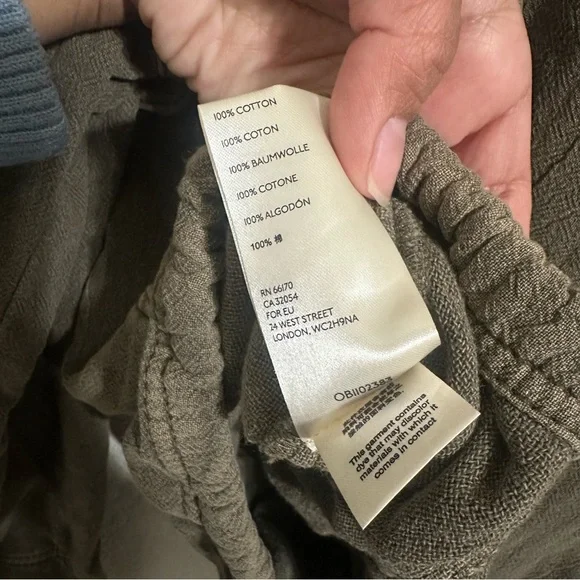 100% COTTON
100% COTON
100% BAUMWOLLE
100% COTONE
100% ALGODÓN
100% 棉
RN 66170
CA 32054
FOR EU
24 WEST STREET
LONDON, WC2H9NA
OB1102383
This garment contains
dye that may discolor
materials with which it
comes in contact